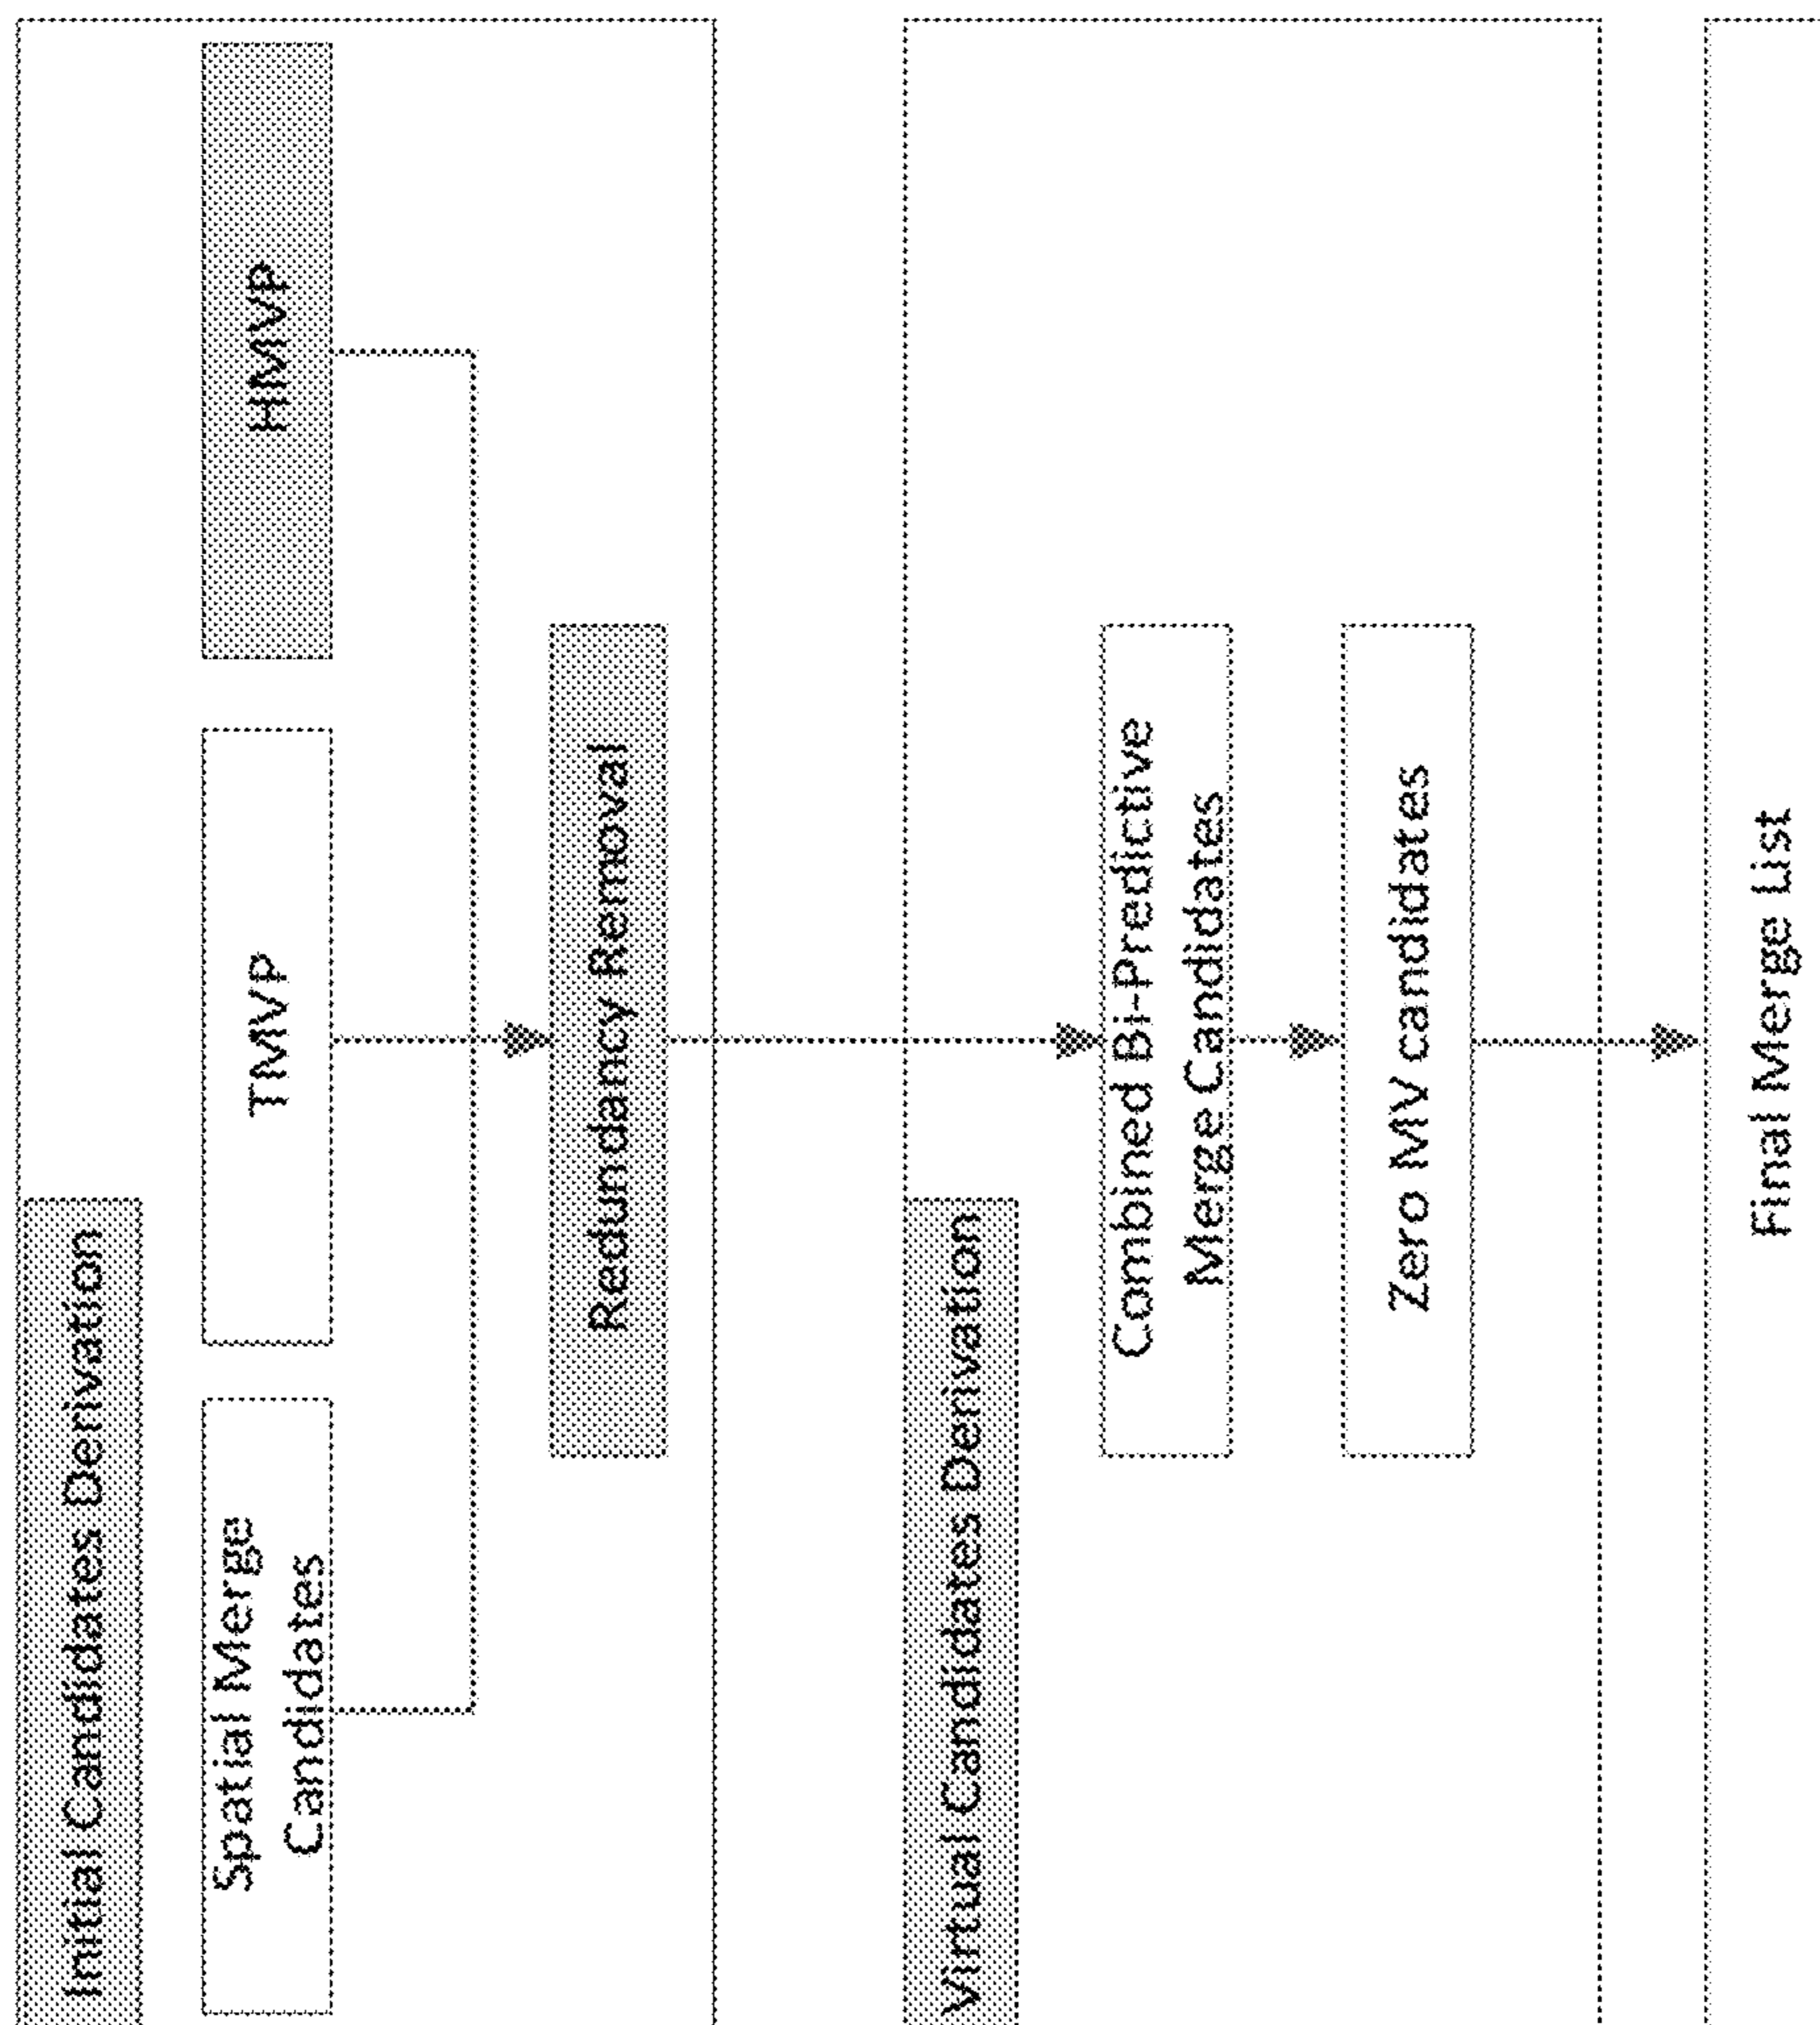 Initial Candidates Derivation
Spatial Merge
Candidates
TMVP
HMVP
Redundancy Removal
Virtual Candidates Derivation
Combined Bi-Predictive
Merge Candidates
Zero MV candidates
Final Merge List